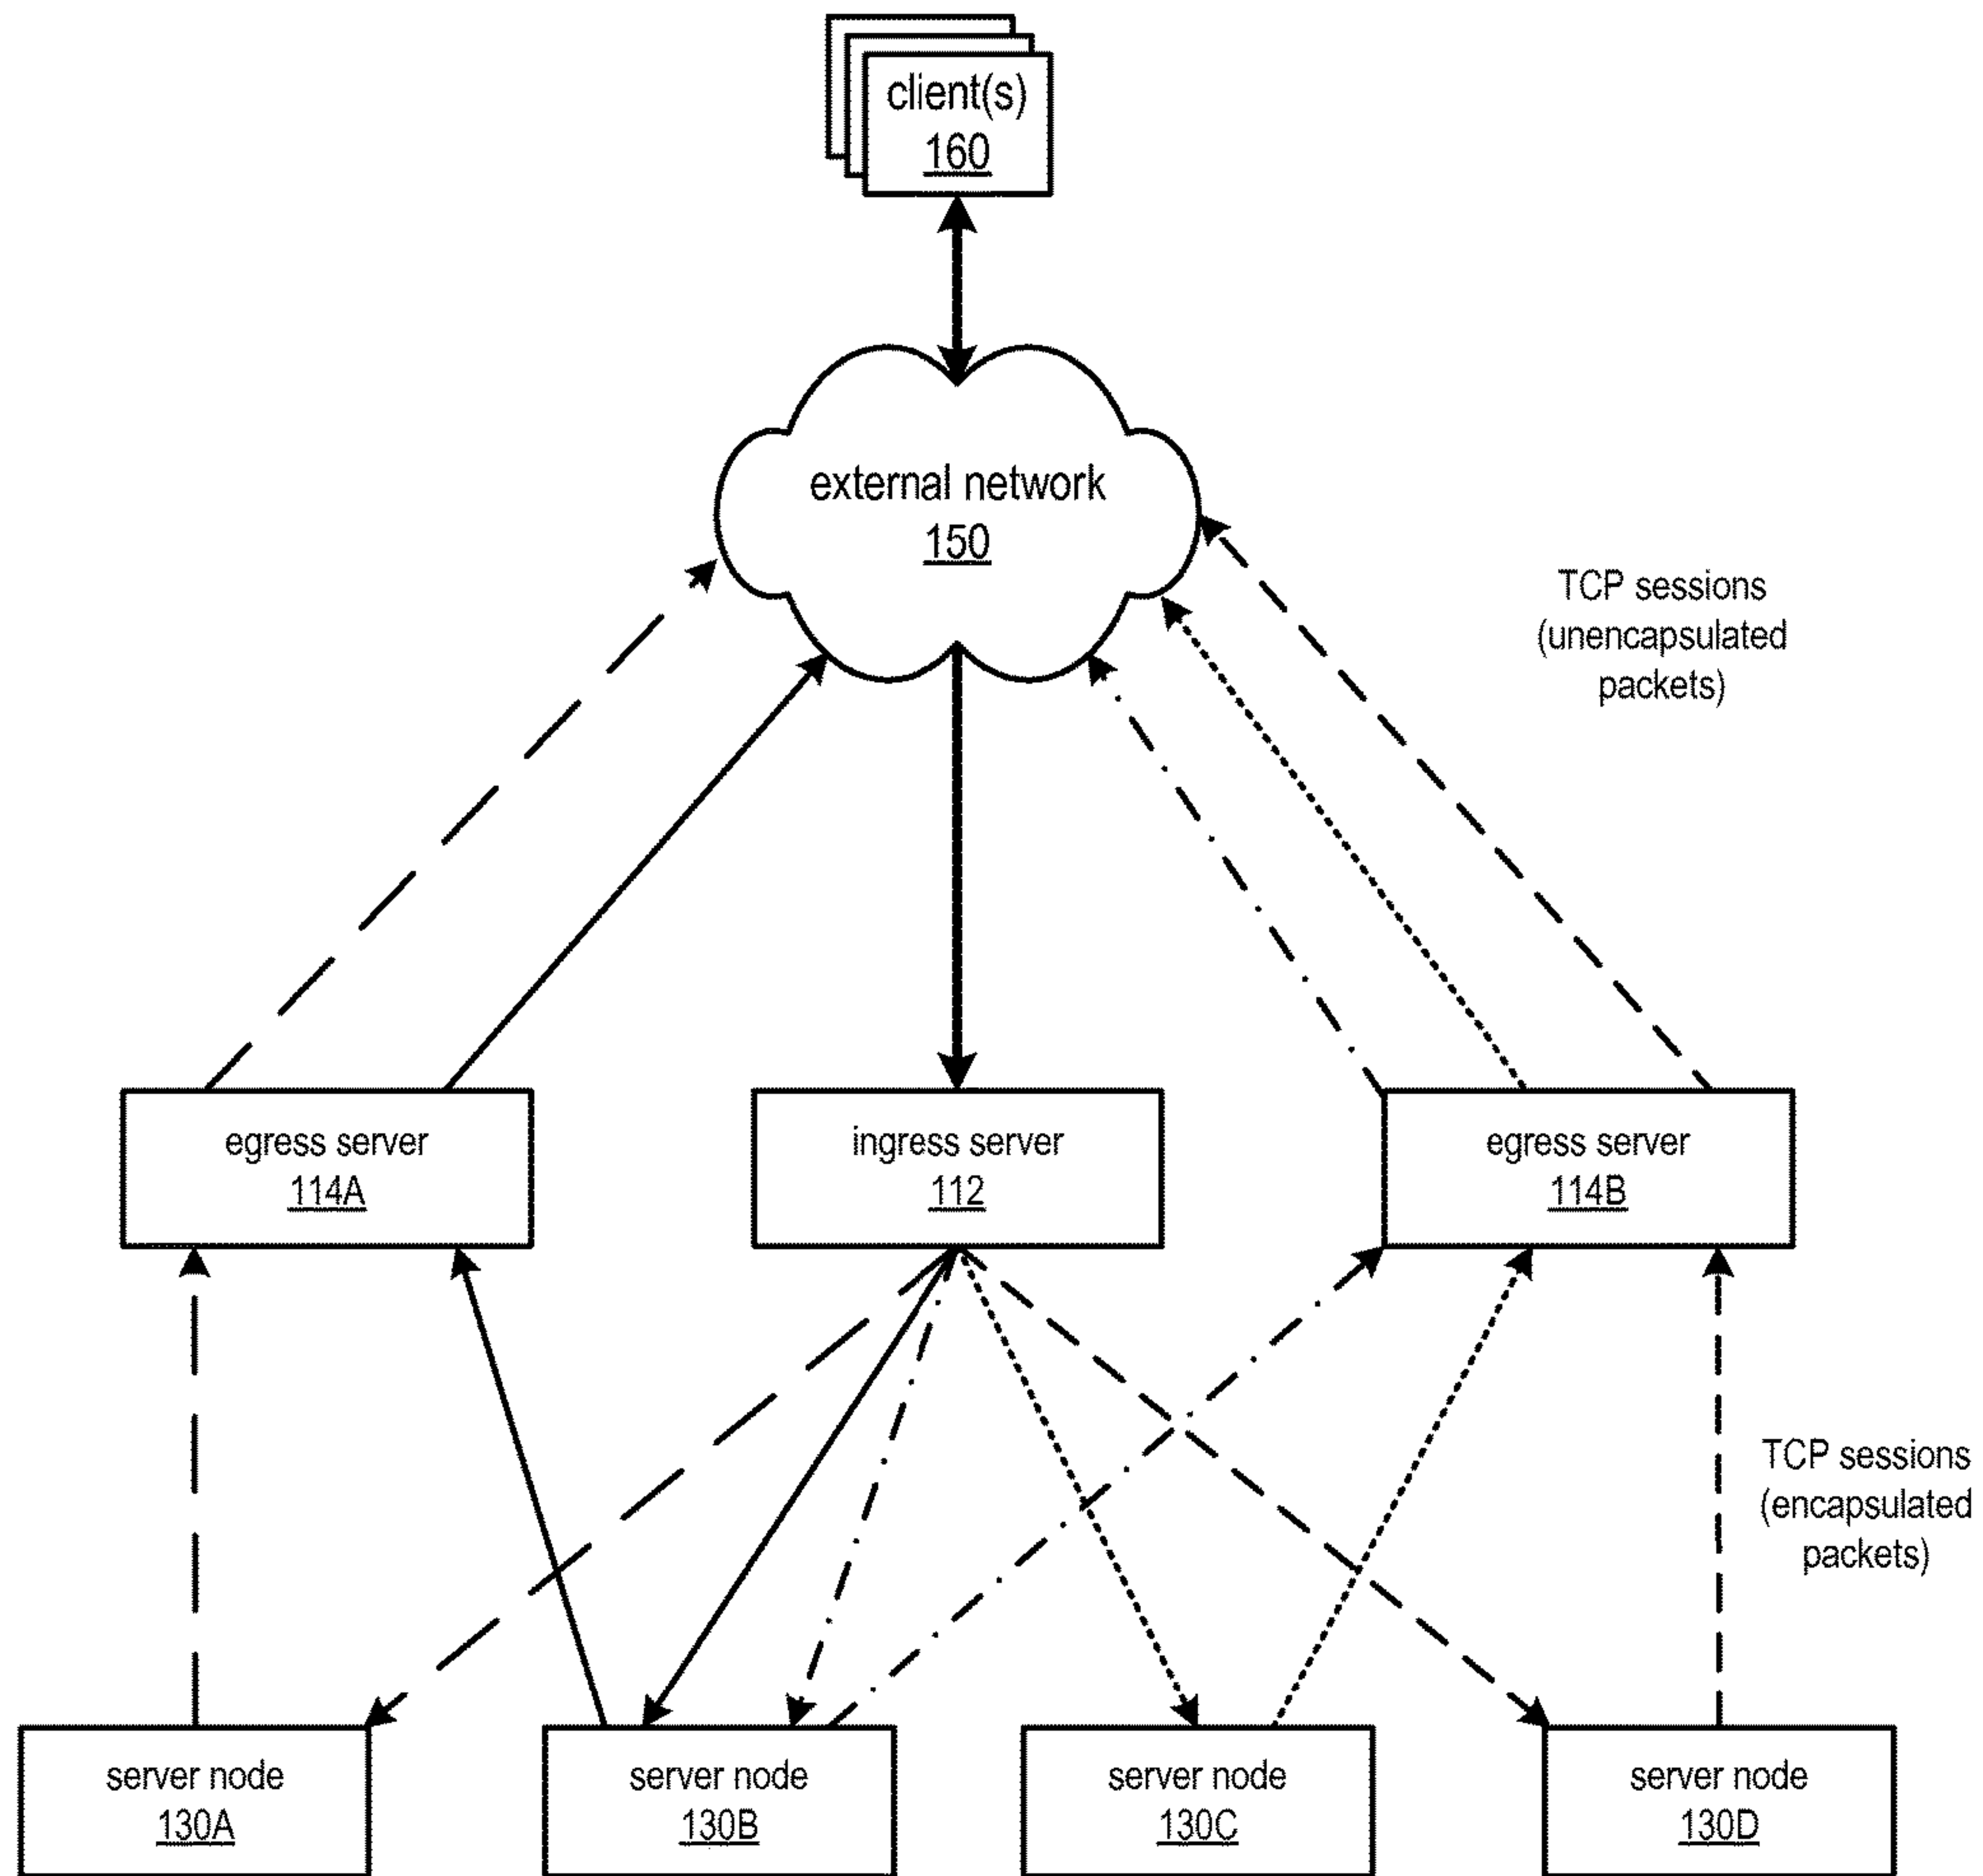 client(s)
160
external network
150
TCP sessions
(unencapsulated
packets)
egress server
114A
ingress server
112
egress server
114B
TCP sessions
(encapsulated
packets)
server node
130A
server node
130B
server node
130C
server node
130D